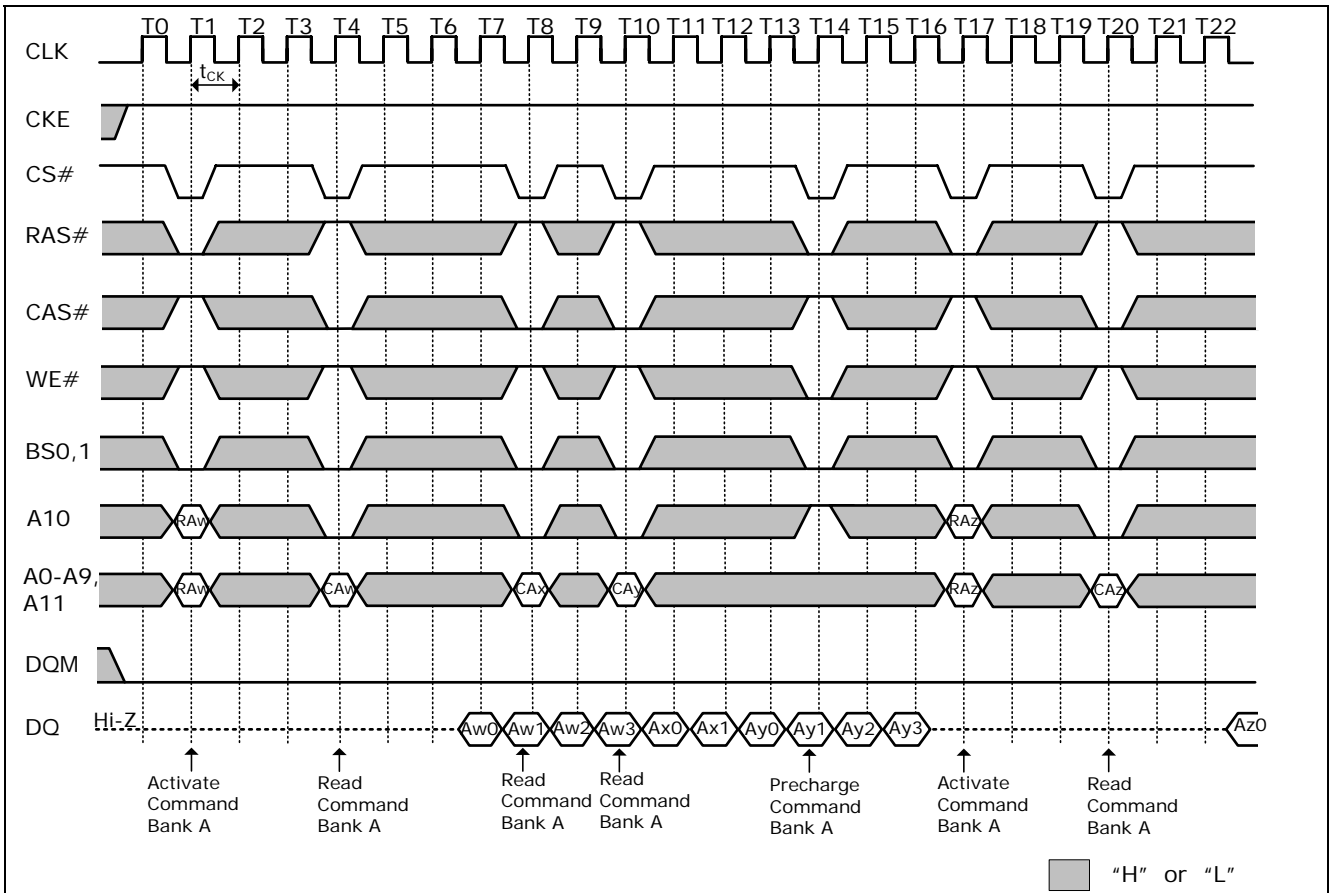 T0 T1 T2 T3 T4 T5 T6 T7 T8 T9 T10 T11 T12 T13 T14 T15 T16 T17 T18 T19 T20 T21 T22
CLK
tCK
CKE
CS#
RAS#
CAS#
WE#
BS0,1
A10
RAw RAz
A0-A9,
A11
RAw CAw CAx CAy RAz CAz
DQM
DQ
Hi-Z
Aw0 Aw1 Aw2 Aw3 Ax0 Ax1 Ay0 Ay1 Ay2 Ay3 Az0
Activate
Command
Bank A
Read
Command
Bank A
Read
Command
Bank A
Read
Command
Bank A
Precharge
Command
Bank A
Activate
Command
Bank A
Read
Command
Bank A
“H” or “L”